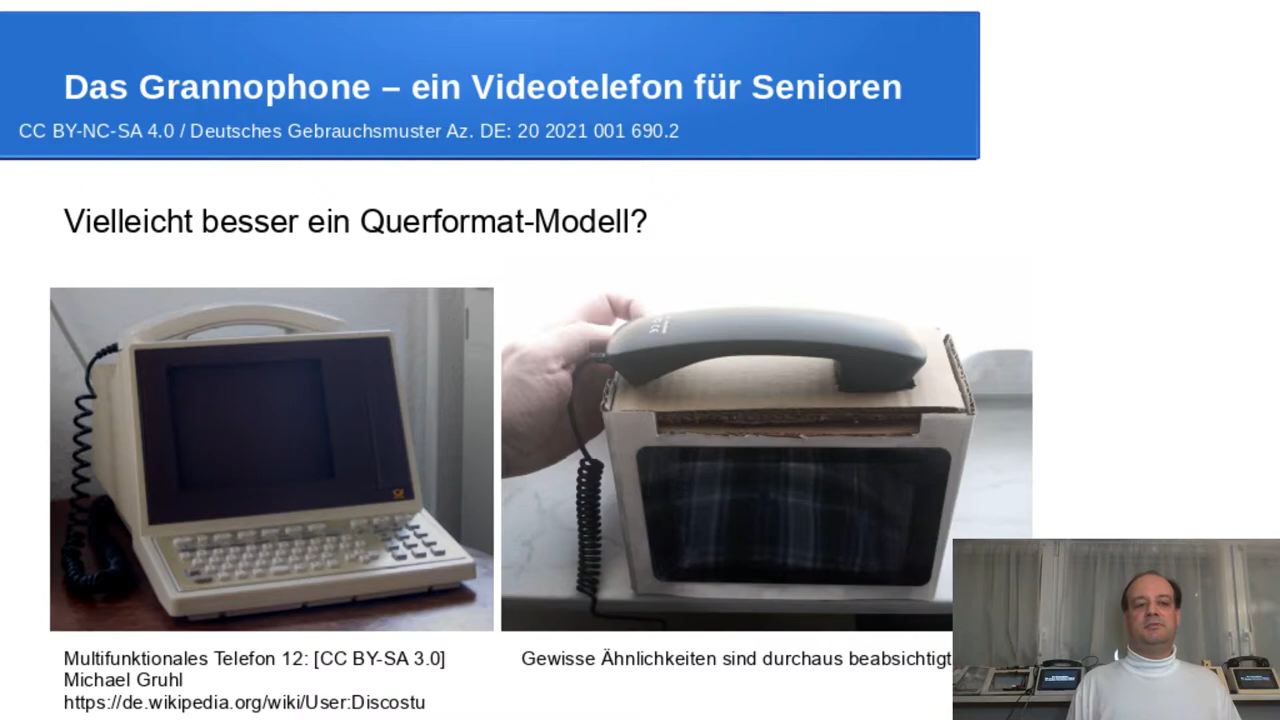 Das Grannophone – ein Videotelefon für Senioren
CC BY-NC-SA 4.0 / Deutsches Gebrauchsmuster Az. DE: 20 2021 001 690.2
Vielleicht besser ein Querformat-Modell?
Multifunktionales Telefon 12: [CC BY-SA 3.0]
Michael Gruhl
https://de.wikipedia.org/wiki/User:Discostu
Gewisse Ähnlichkeiten sind durchaus beabsichtigt